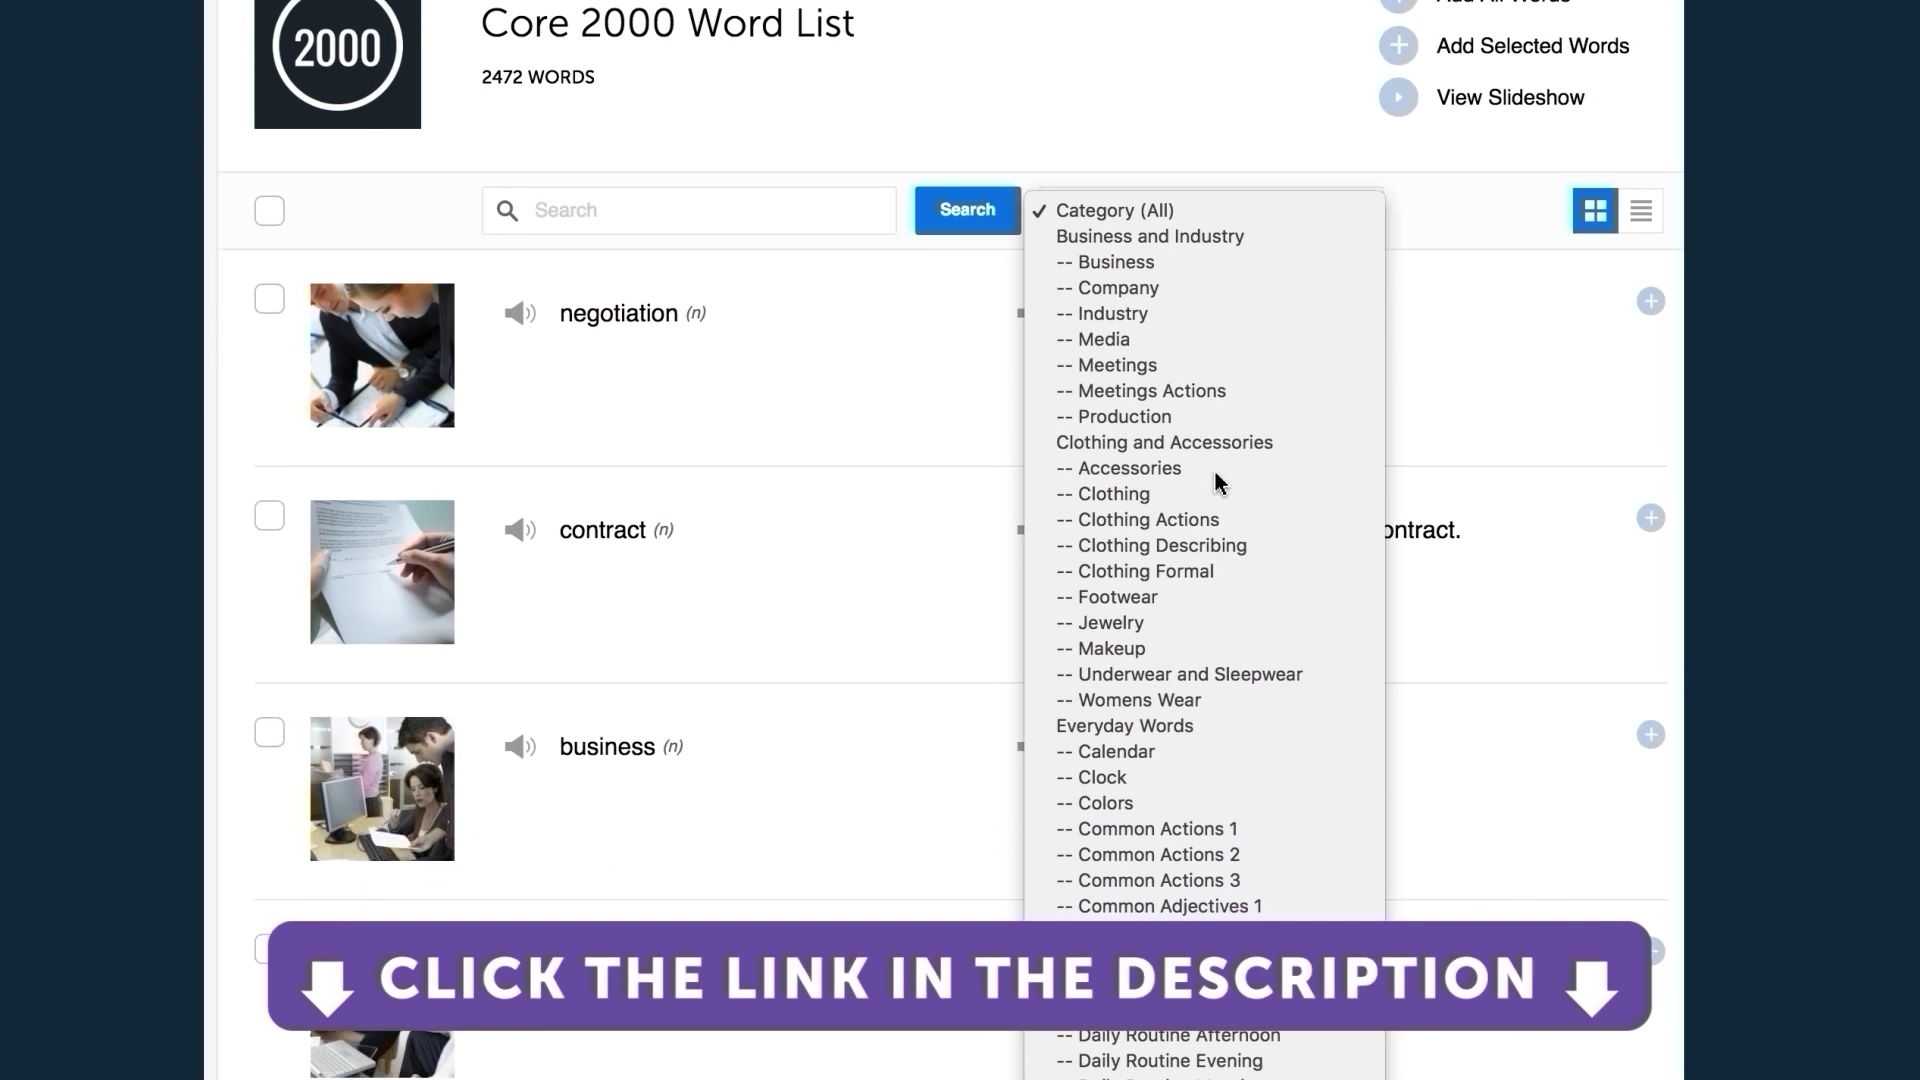 Core 2000 Word List
2000
2472 WORDS
Add All Words
Add Selected Words
View Slideshow
Search
Search
Category (All)
Business and Industry
-- Business
-- Company
-- Industry
-- Media
-- Meetings
-- Meetings Actions
-- Production
Clothing and Accessories
-- Accessories
-- Clothing
-- Clothing Actions
-- Clothing Describing
-- Clothing Formal
-- Footwear
-- Jewelry
-- Makeup
-- Underwear and Sleepwear
-- Womens Wear
Everyday Words
-- Calendar
-- Clock
-- Colors
-- Common Actions 1
-- Common Actions 2
-- Common Actions 3
-- Common Adjectives 1
-- Daily Routine Afternoon
-- Daily Routine Evening
negotiation (n)
contract (n)
ontract.
business (n)
CLICK THE LINK IN THE DESCRIPTION